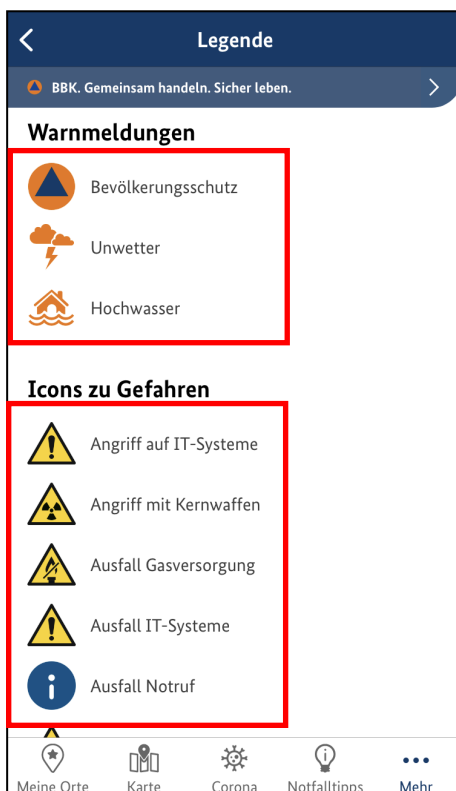 Legende
BBK. Gemeinsam handeln. Sicher leben.
Warnmeldungen
Bevölkerungsschutz
Unwetter
Hochwasser
Icons zu Gefahren
Angriff auf IT-Systeme
Angriff mit Kernwaffen
Ausfall Gasversorgung
Ausfall IT-Systeme
Ausfall Notruf
Meine Orte Karte Corona Notfalltipps Mehr